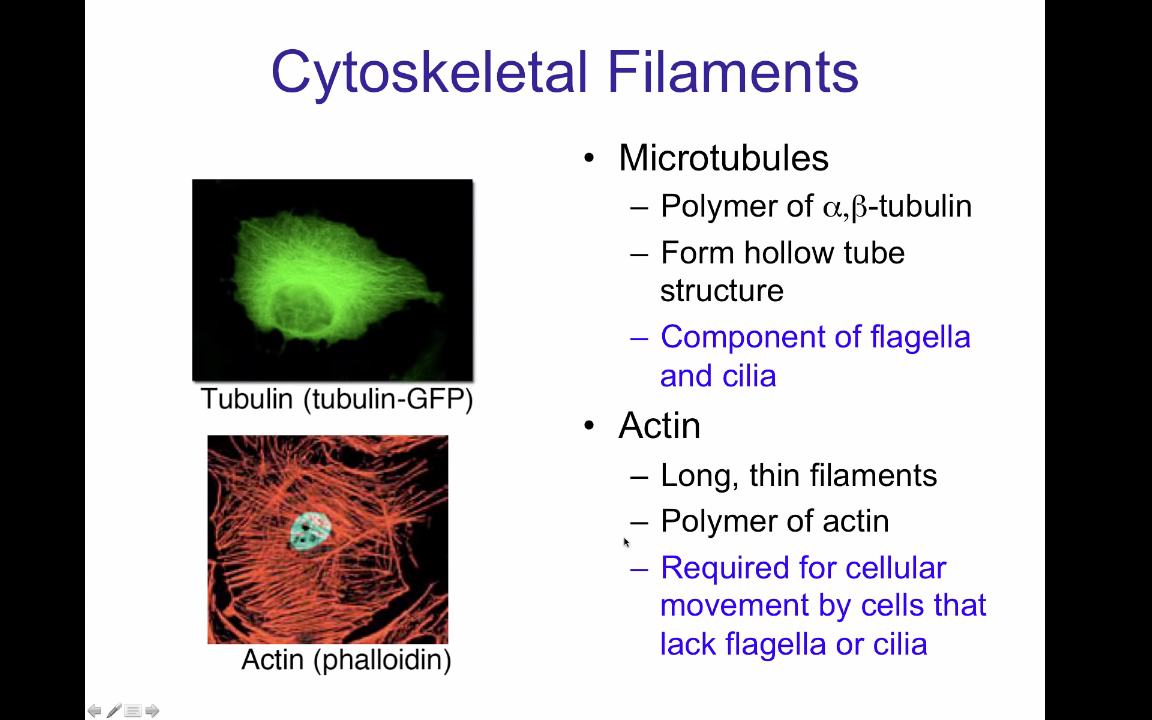 Cytoskeletal Filaments
• Microtubules
– Polymer of α,β-tubulin
– Form hollow tube
structure
– Component of flagella
and cilia
• Actin
– Long, thin filaments
– Polymer of actin
– Required for cellular
movement by cells that
lack flagella or cilia
Tubulin (tubulin-GFP)
Actin (phalloidin)